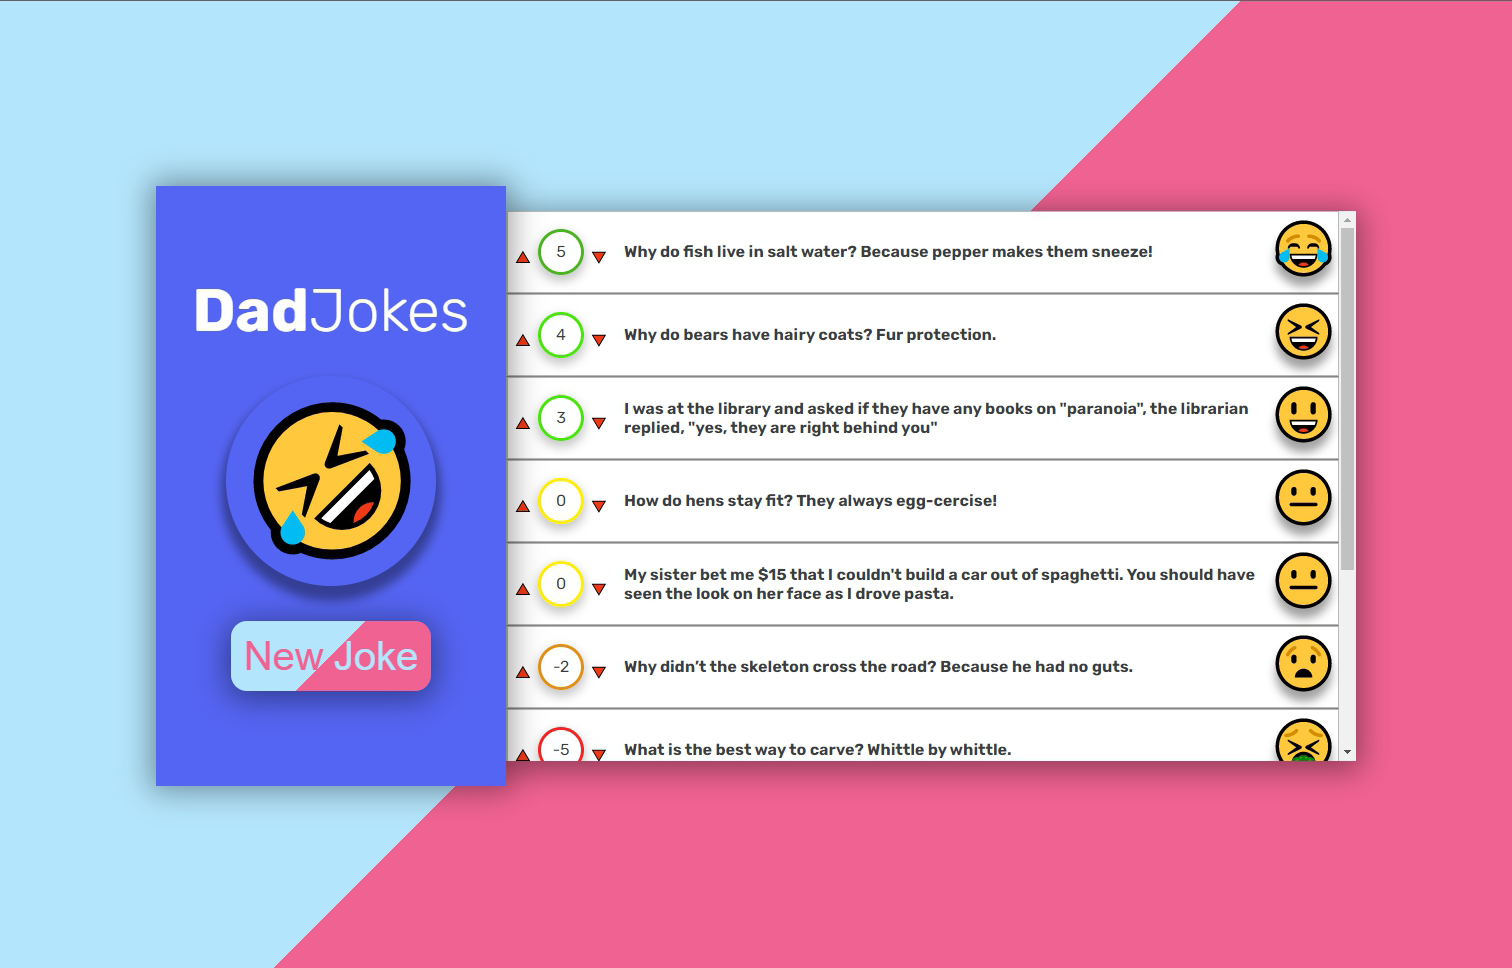 DadJokes
New Joke
5
Why do fish live in salt water? Because pepper makes them sneeze!
4
Why do bears have hairy coats? Fur protection.
3
I was at the library and asked if they have any books on "paranoia", the librarian
replied, "yes, they are right behind you"
0
How do hens stay fit? They always egg-cercise!
0
My sister bet me $15 that I couldn't build a car out of spaghetti. You should have
seen the look on her face as I drove pasta.
-2
Why didn’t the skeleton cross the road? Because he had no guts.
-5
What is the best way to carve? Whittle by whittle.